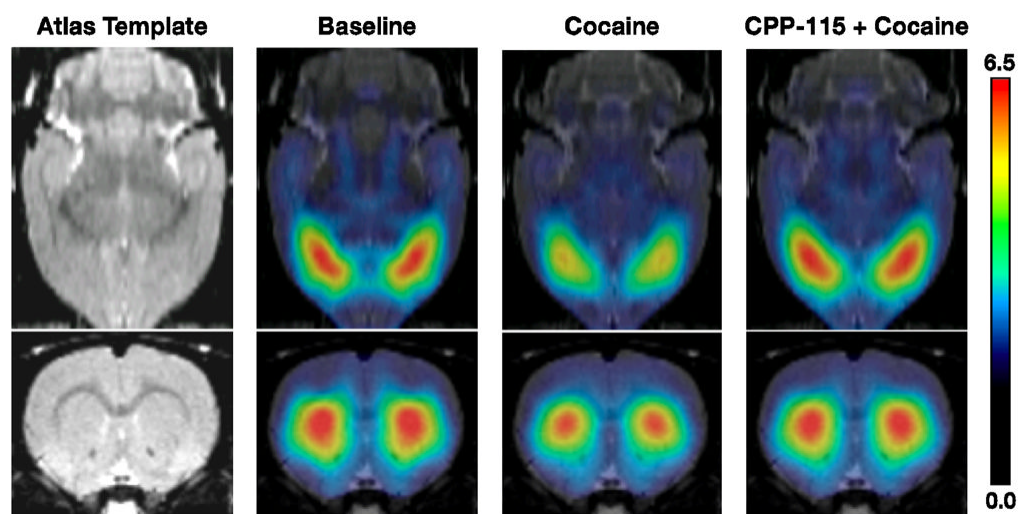 Atlas Template
Baseline
Cocaine
CPP-115 + Cocaine
6.5
0.0